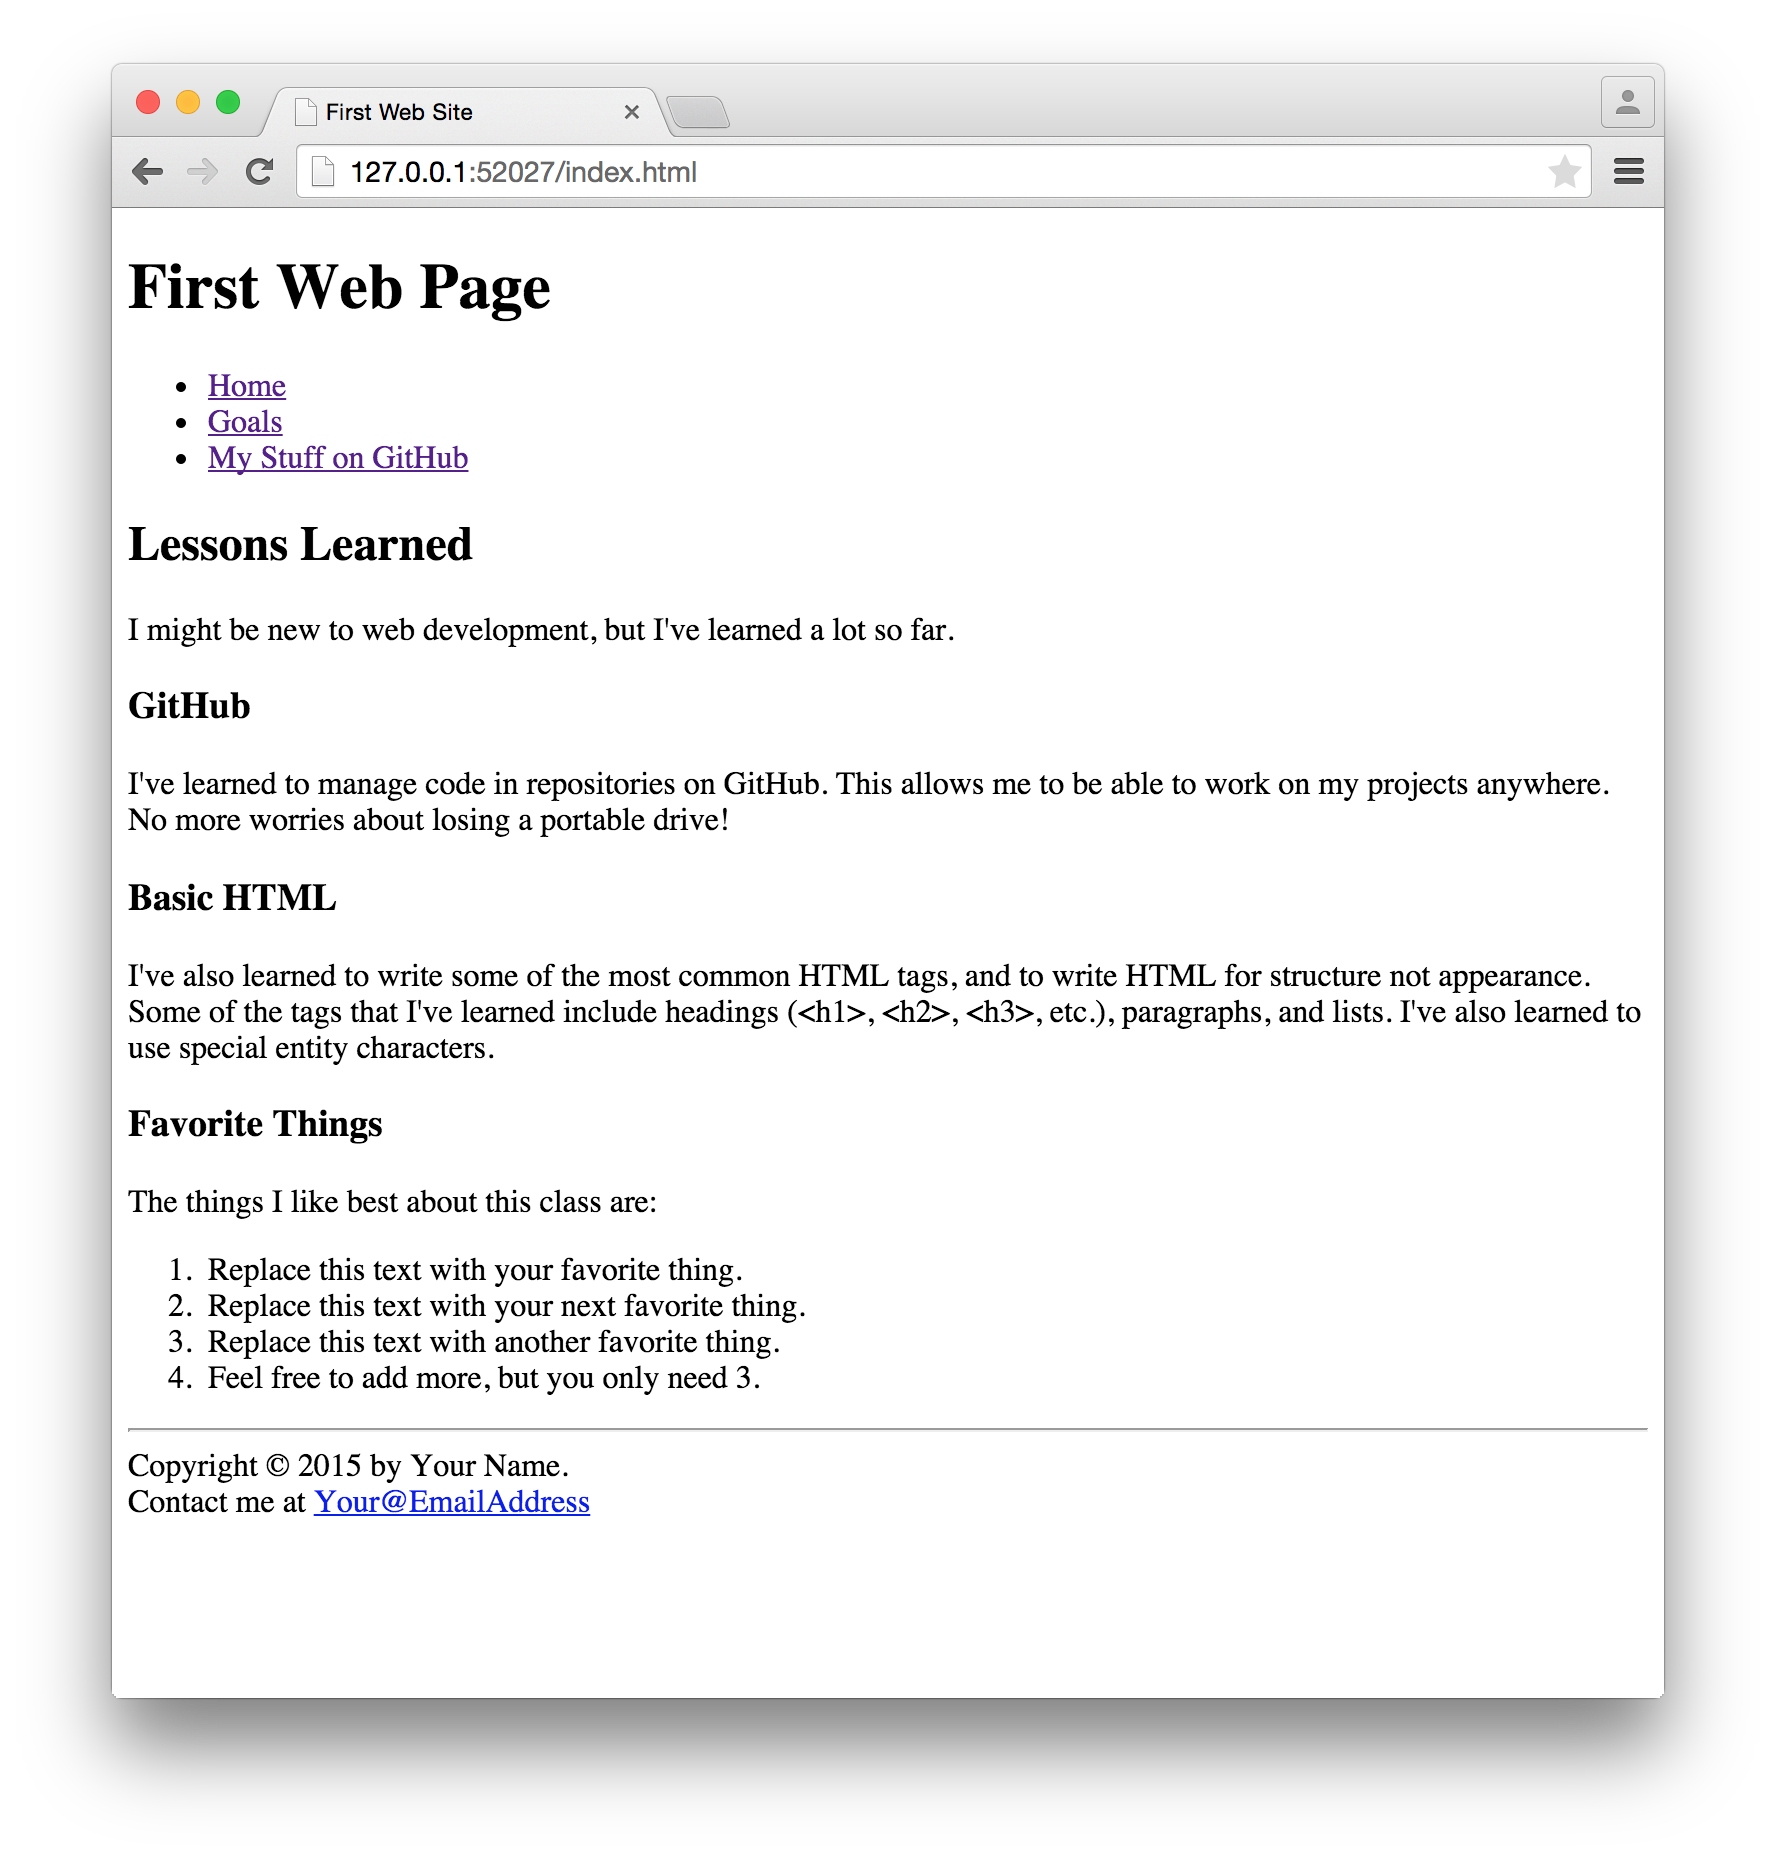 First Web Site
127.0.0.1:52027/index.html
First Web Page
• Home
• Goals
• My Stuff on GitHub
Lessons Learned
I might be new to web development, but I've learned a lot so far.
GitHub
I've learned to manage code in repositories on GitHub. This allows me to be able to work on my projects anywhere.
No more worries about losing a portable drive!
Basic HTML
I've also learned to write some of the most common HTML tags, and to write HTML for structure not appearance.
Some of the tags that I've learned include headings (<h1>, <h2>, <h3>, etc.), paragraphs, and lists. I've also learned to
use special entity characters.
Favorite Things
The things I like best about this class are:
1. Replace this text with your favorite thing.
2. Replace this text with your next favorite thing.
3. Replace this text with another favorite thing.
4. Feel free to add more, but you only need 3.
Copyright © 2015 by Your Name.
Contact me at Your@EmailAddress